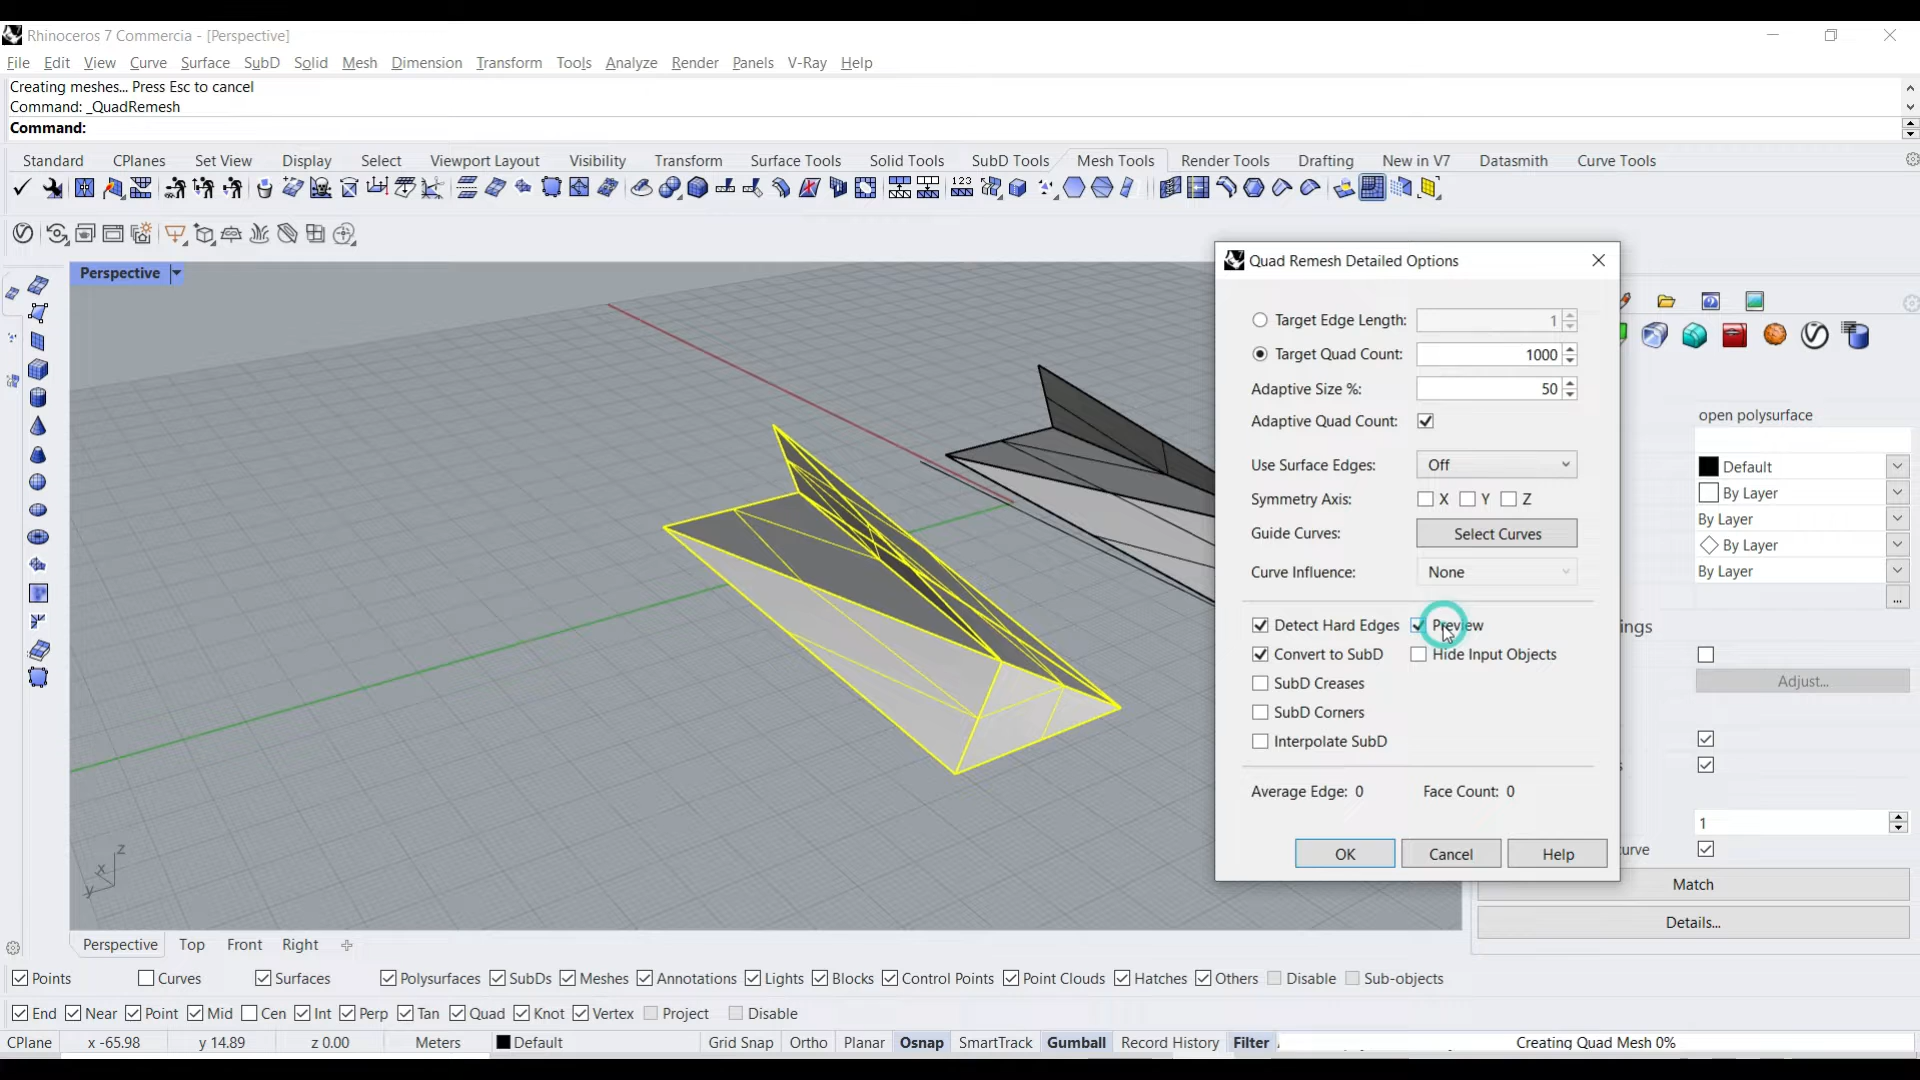 Rhinoceros 7 Commercia - [Perspective]
File Edit View Curve Surface SubD Solid Mesh Dimension Transform Tools Analyze Render Panels V-Ray Help
Creating meshes... Press Esc to cancel
Command: _QuadRemesh
Command:
Standard CPlanes Set View Display Select Viewport Layout Visibility Transform Surface Tools Solid Tools SubD Tools Mesh Tools Render Tools Drafting New in V7 Datasmith Curve Tools
123
Perspective
Quad Remesh Detailed Options
Target Edge Length: 1
Target Quad Count: 1000
Adaptive Size %: 50
Adaptive Quad Count:
Use Surface Edges: Off
Symmetry Axis: X Y Z
Guide Curves: Select Curves
Curve Influence: None
Detect Hard Edges Preview
Convert to SubD Hide Input Objects
SubD Creases
SubD Corners
Interpolate SubD
Average Edge: 0 Face Count: 0
OK Cancel Help
open polysurface
Default
By Layer
By Layer
By Layer
By Layer
...
ings
Adjust...
1
curve
Match
Details...
z
x
y
Perspective Top Front Right
Points Curves Surfaces Polysurfaces SubDs Meshes Annotations Lights Blocks Control Points Point Clouds Hatches Others Disable Sub-objects
End Near Point Mid Cen Int Perp Tan Quad Knot Vertex Project Disable
CPlane x -65.98 y 14.89 z 0.00 Meters Default Grid Snap Ortho Planar Osnap SmartTrack Gumball Record History Filter Creating Quad Mesh 0%